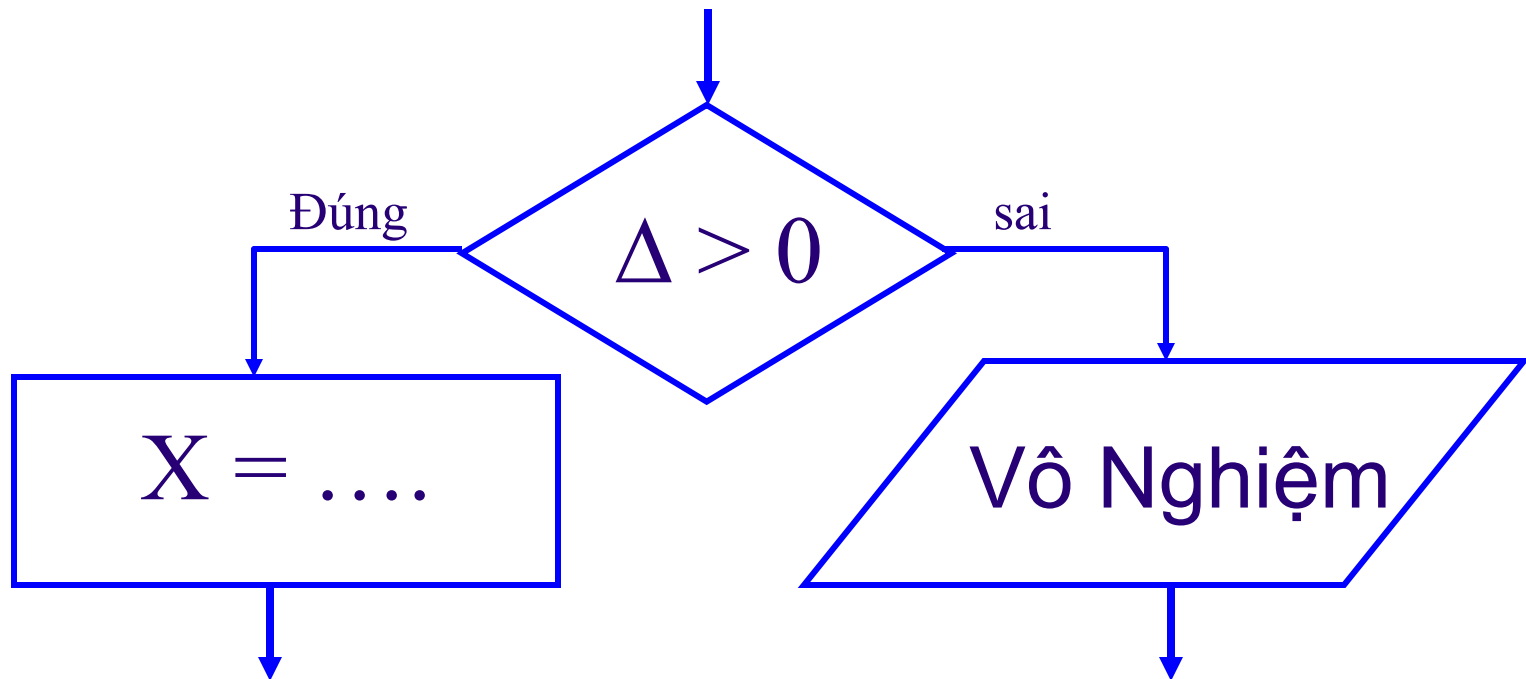 Đúng
sai
Δ > 0
X = ….
Vô Nghiệm